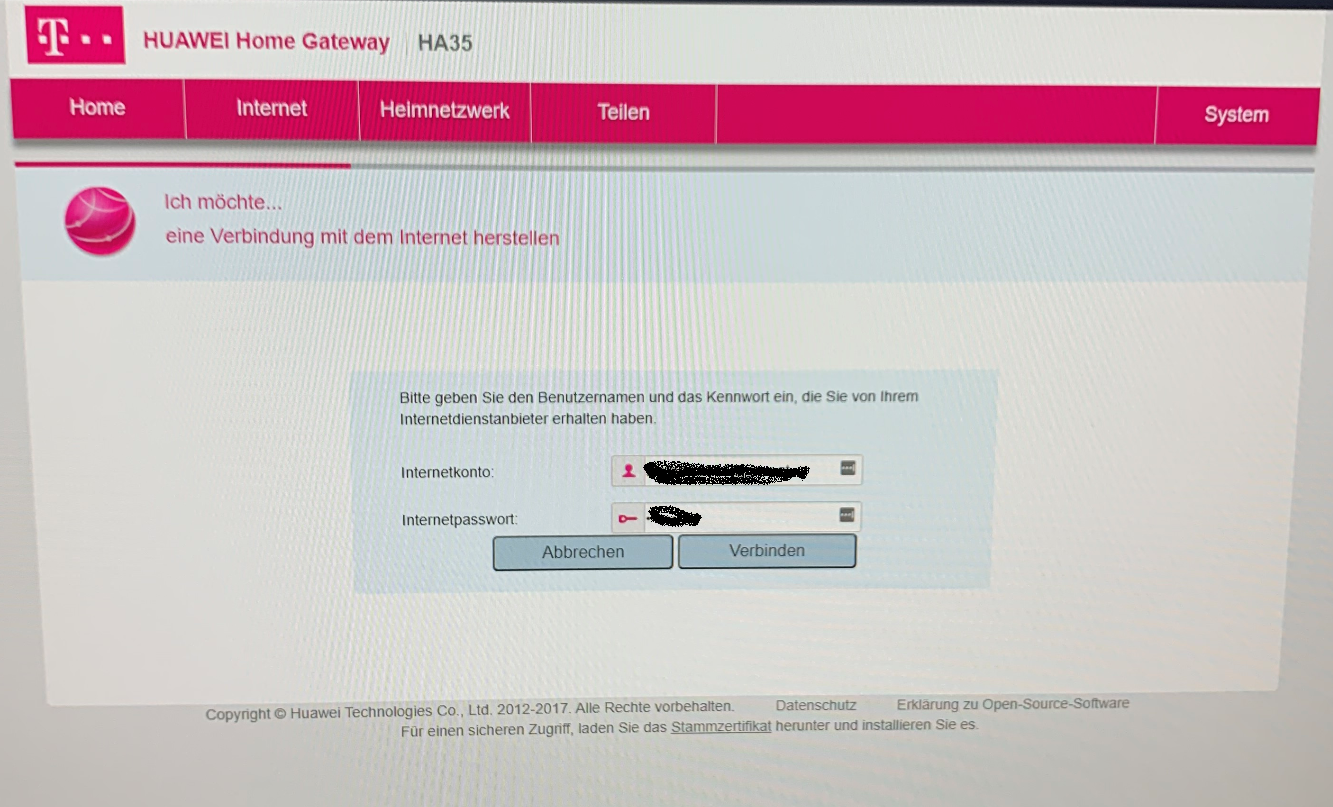 T··
HUAWEI Home Gateway HA35
Home Internet Heimnetzwerk Teilen System
Ich möchte...
eine Verbindung mit dem Internet herstellen
Bitte geben Sie den Benutzernamen und das Kennwort ein, die Sie von Ihrem
Internetdienstanbieter erhalten haben.
Internetkonto:
Internetpasswort:
Abbrechen Verbinden
Copyright © Huawei Technologies Co., Ltd. 2012-2017. Alle Rechte vorbehalten. Datenschutz Erklärung zu Open-Source-Software
Für einen sicheren Zugriff, laden Sie das Stammzertifikat herunter und installieren Sie es.